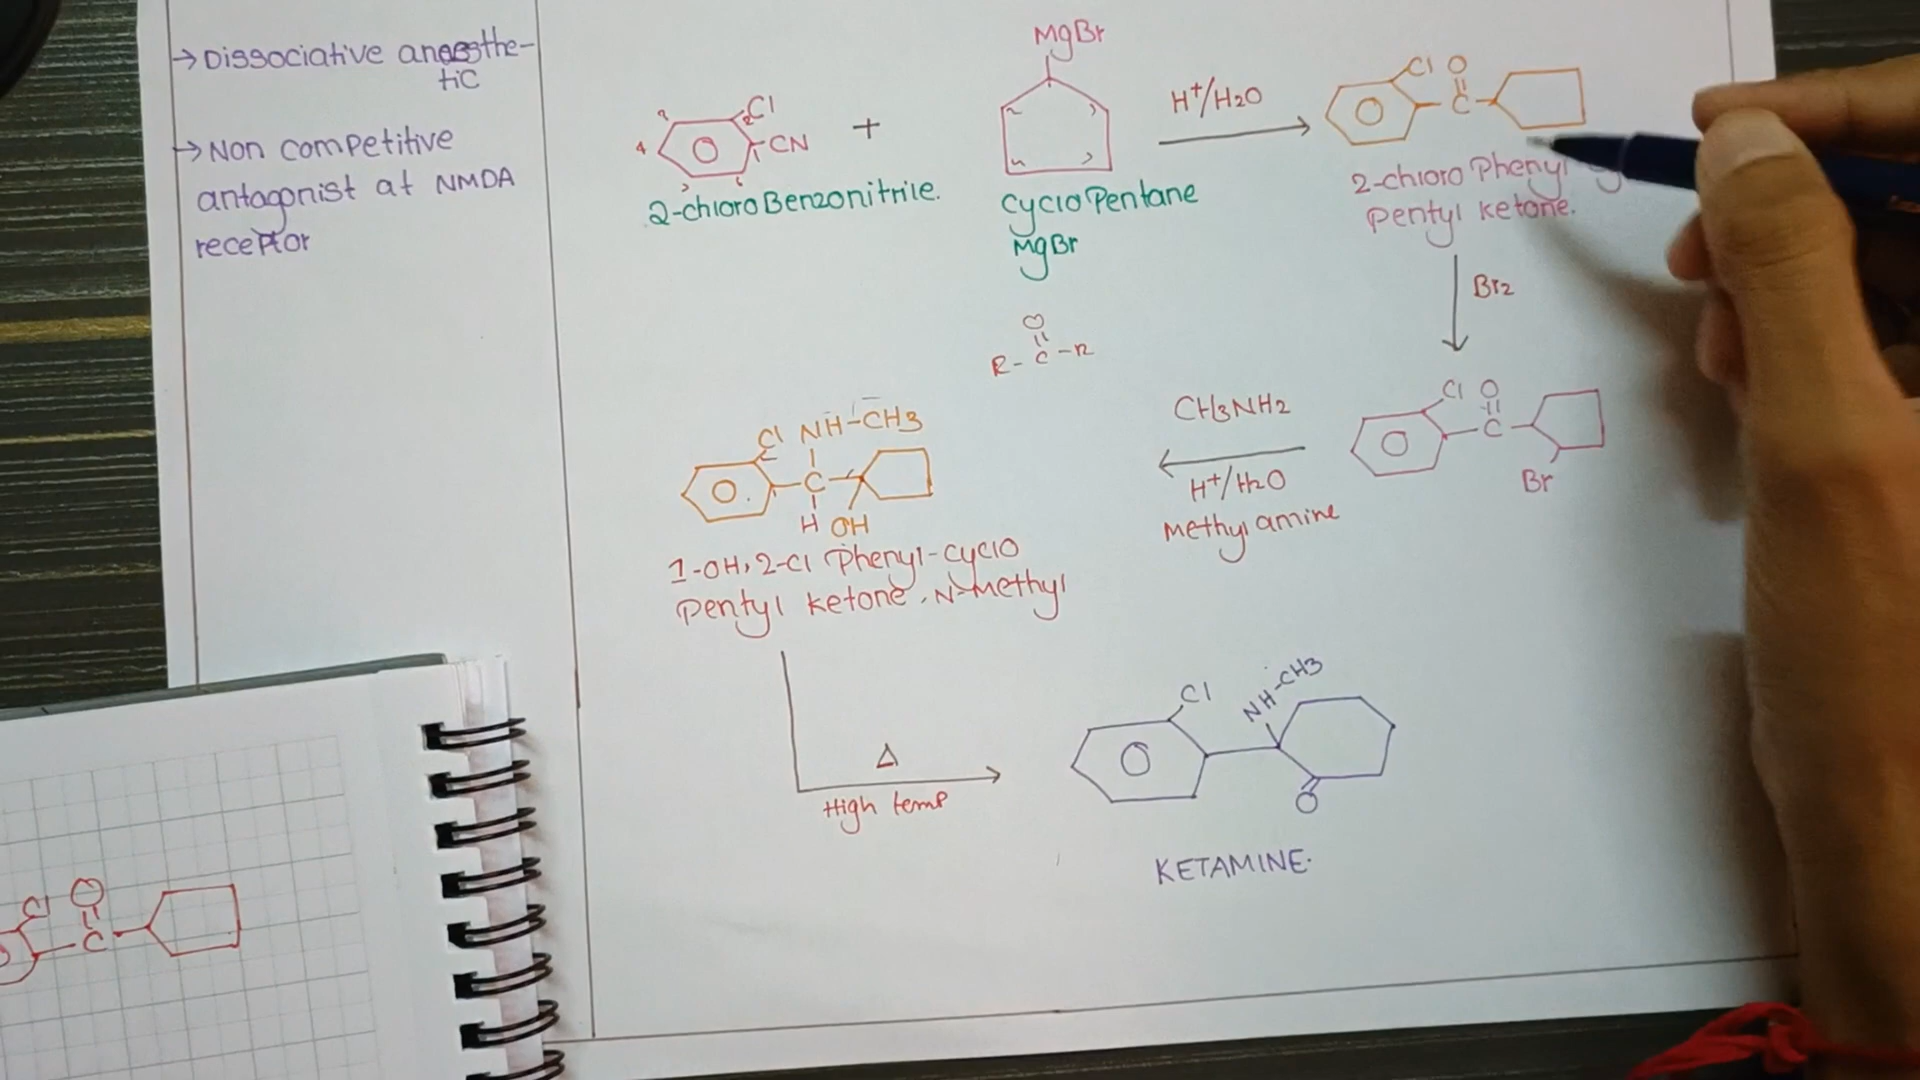 → Dissociative anaesthe-
tic
→ Non competitive
antagonist at NMDA
receptor
MgBr
Cl
CN
+
2-chloro Benzonitrile.
cyclo Pentane
MgBr
H+/H2O
Cl O
C
2-chloro Phenyl
Pentyl ketone.
Br2
O
R-C-R
Cl O
C
Br
CH3NH2
H+/H2O
Methyl amine
Cl NH-CH3
C
H OH
1-OH, 2-Cl Phenyl-cyclo
Pentyl ketone, N-Methyl
Δ
High temp
Cl
NH-CH3
O
KETAMINE.
Cl O
C